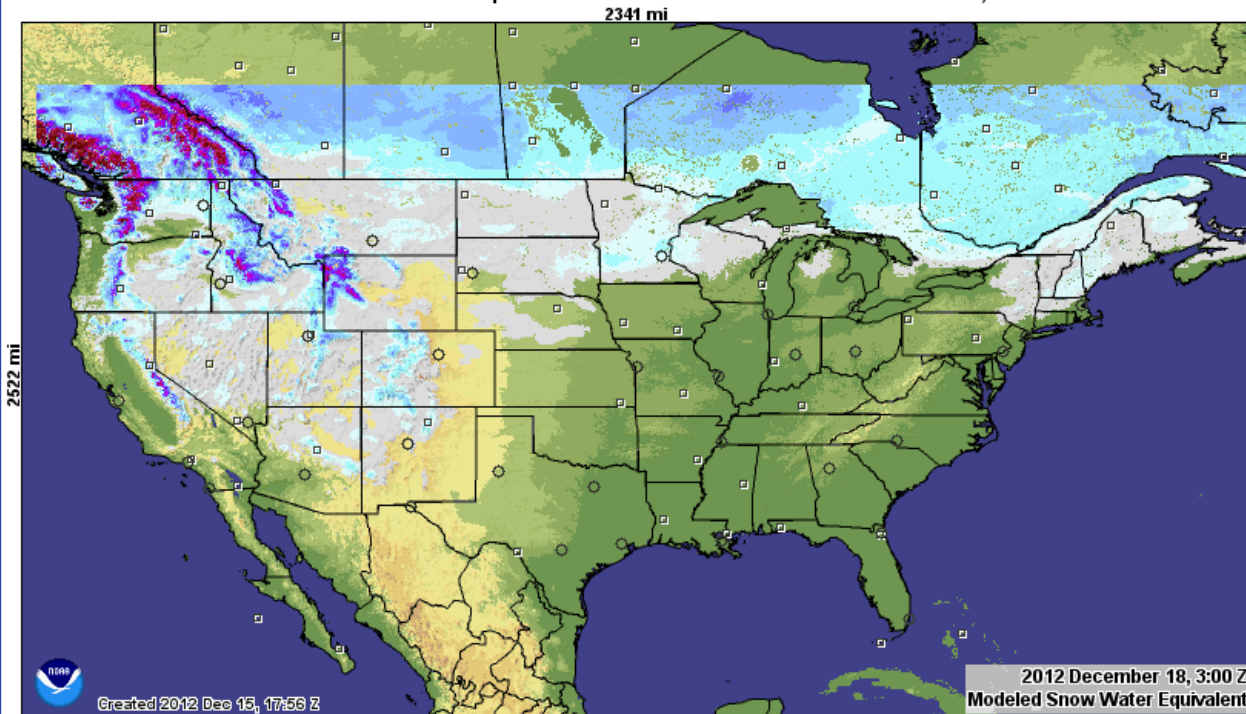 2341 mi
2522 mi
NOAA
Created 2012 Dec 15, 17:56 Z
2012 December 18, 3:00 Z
Modeled Snow Water Equivalent